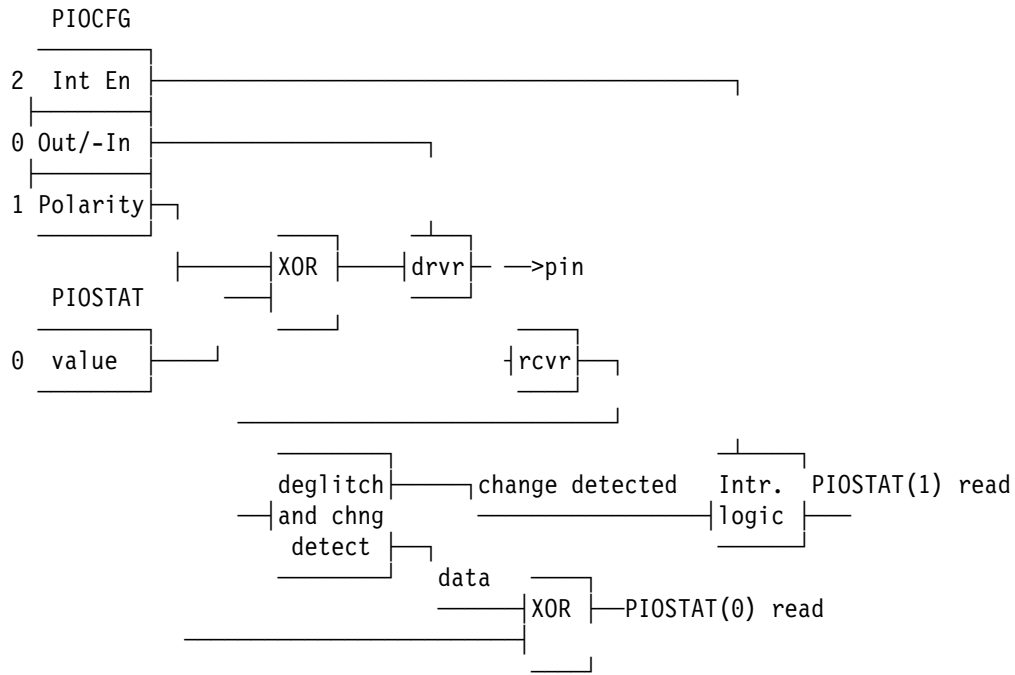 PIOCFG
2 Int En
0 Out/-In
1 Polarity
XOR drvr —>pin
PIOSTAT
0 value rcvr
deglitch change detected Intr. PIOSTAT(1) read
and chng logic
detect
data
XOR PIOSTAT(0) read